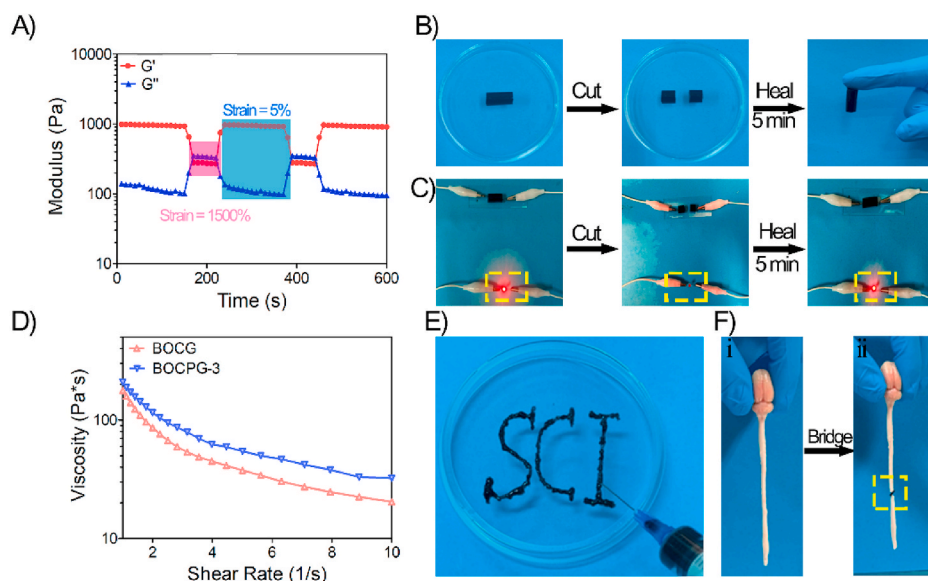 A)
10000
1000
100
10
Modulus (Pa)
G'
G"
Strain = 5%
Strain = 1500%
0
200
400
600
Time (s)
B)
Cut
Heal
5 min
C)
Cut
Heal
5 min
D)
BOCG
BOCPG-3
100
10
Viscosity (Pa*s)
2
4
6
8
10
Shear Rate (1/s)
E)
SCI
F)
i
Bridge
ii